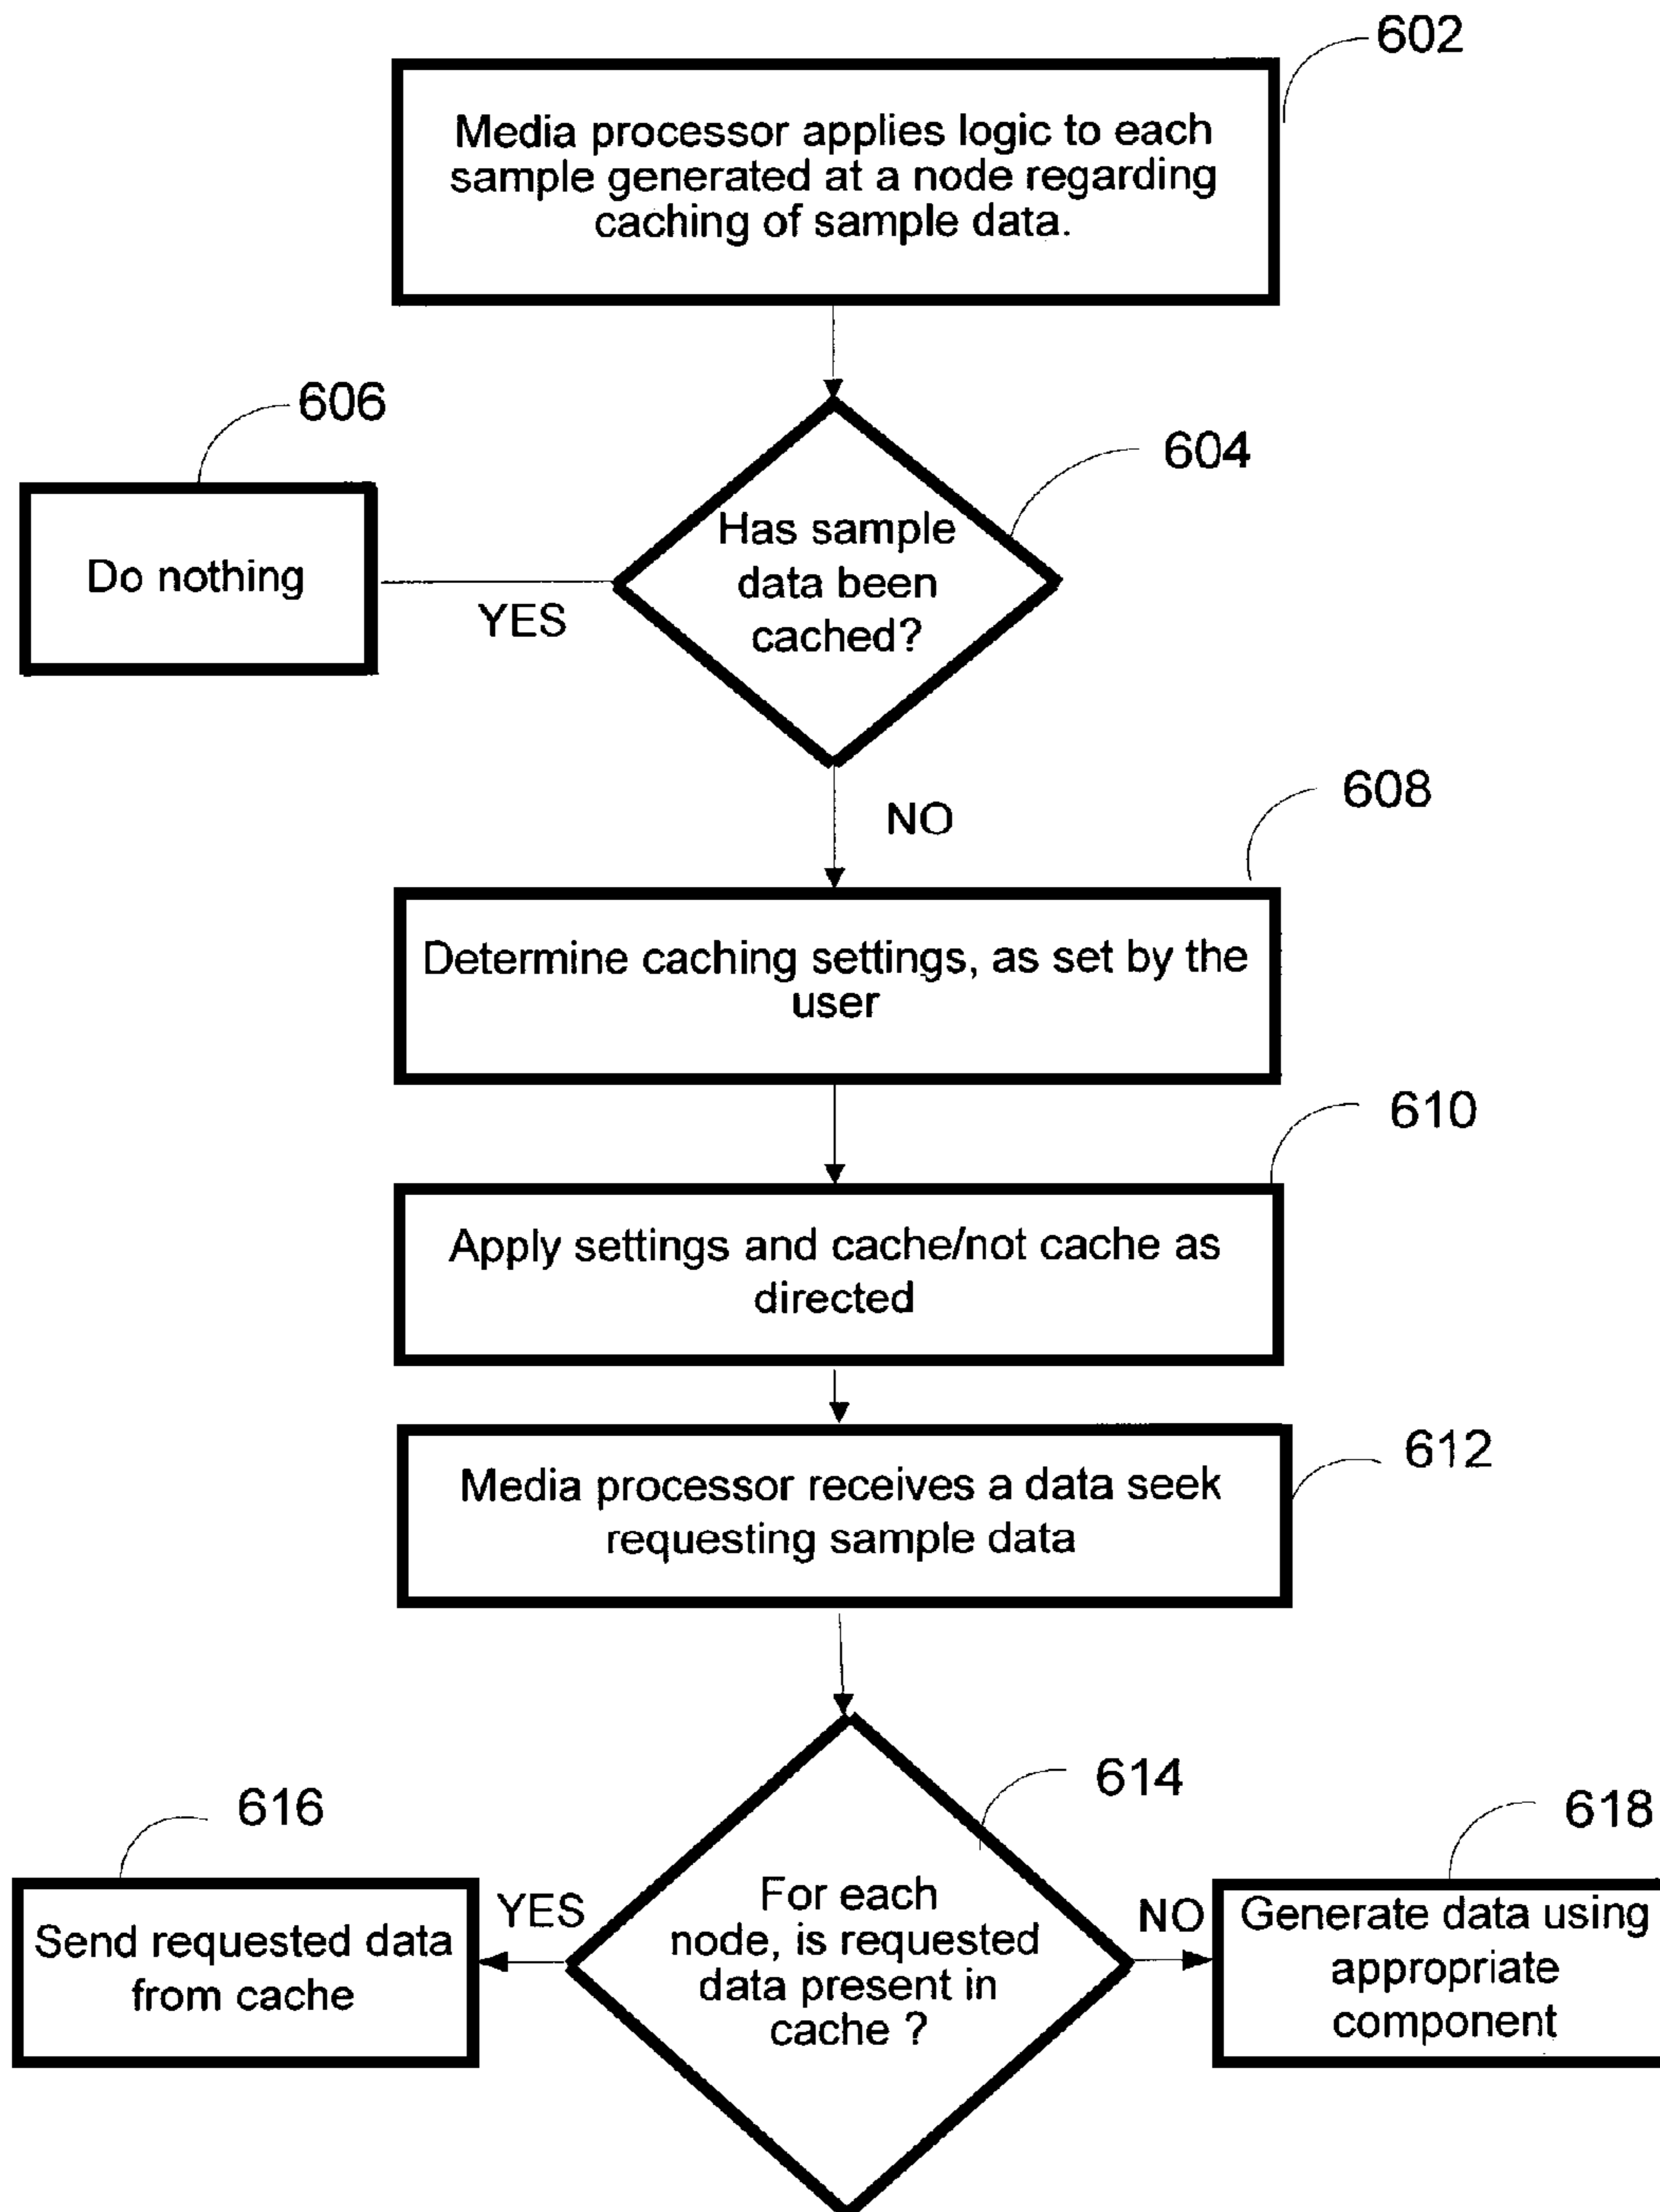 602
Media processor applies logic to each
sample generated at a node regarding
caching of sample data.
606
604
Do nothing
YES
Has sample
data been
cached?
NO
608
Determine caching settings, as set by the
user
610
Apply settings and cache/not cache as
directed
612
Media processor receives a data seek
requesting sample data
614
616
618
YES
Send requested data
from cache
For each
node, is requested
data present in
cache ?
NO
Generate data using
appropriate
component